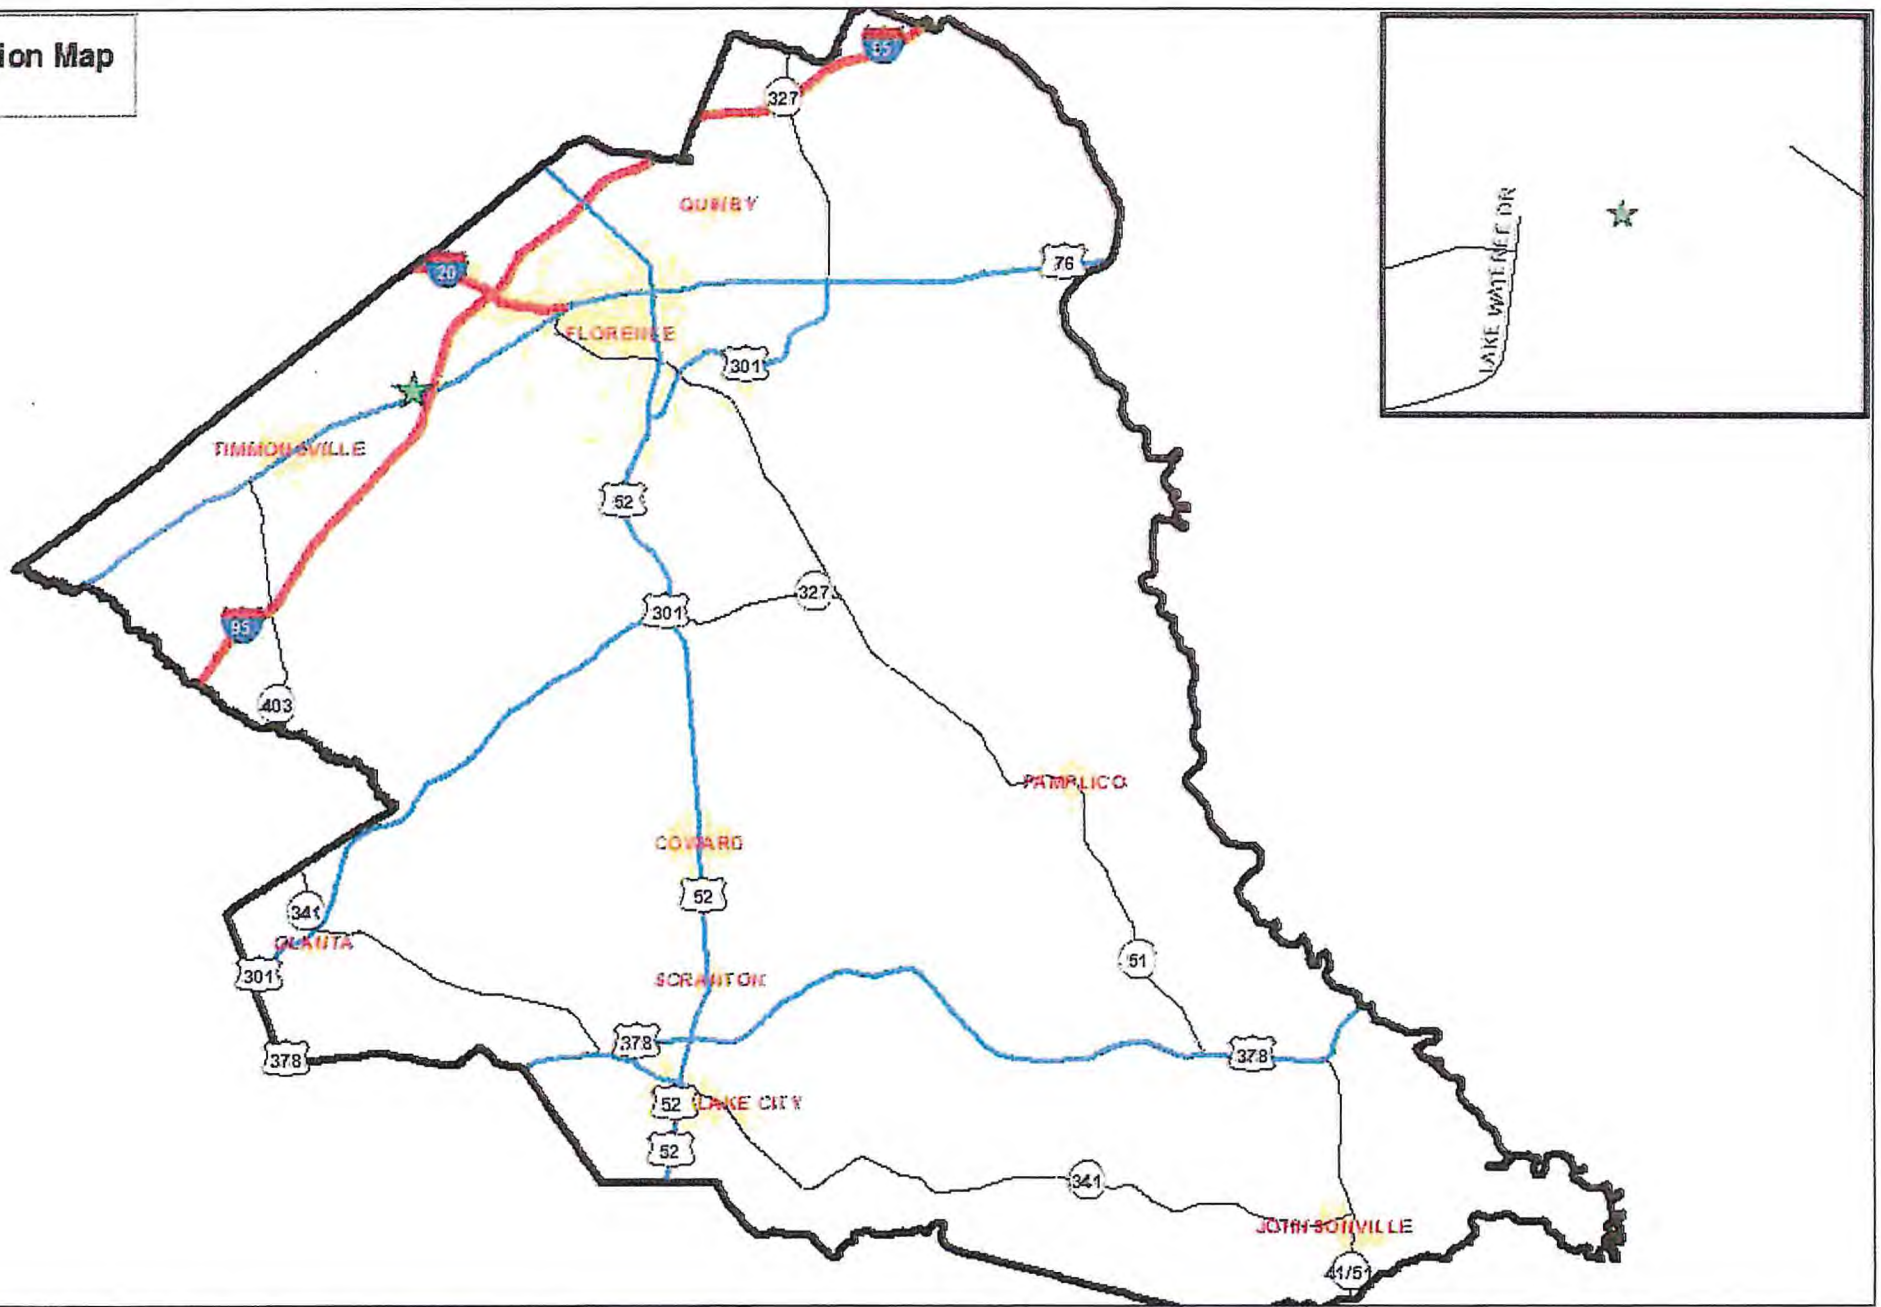 ion Map
95
327
QUINBY
LAKE WATEREE DR
76
20
FLORENCE
301
TIMMONSVILLE
52
327
301
95
403
PAMPLICO
COWARD
52
341
OLANTA
51
301
SCRANTON
378
378
378
52
LAKE CITY
52
341
JOHNSONVILLE
41/51